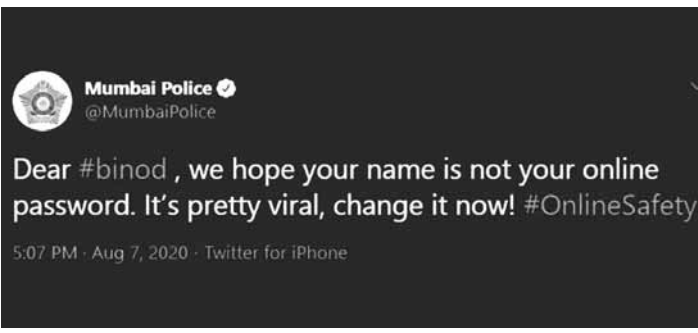 Mumbai Police
@MumbaiPolice
Dear #binod , we hope your name is not your online
password. It's pretty viral, change it now! #OnlineSafety
5:07 PM · Aug 7, 2020 · Twitter for iPhone